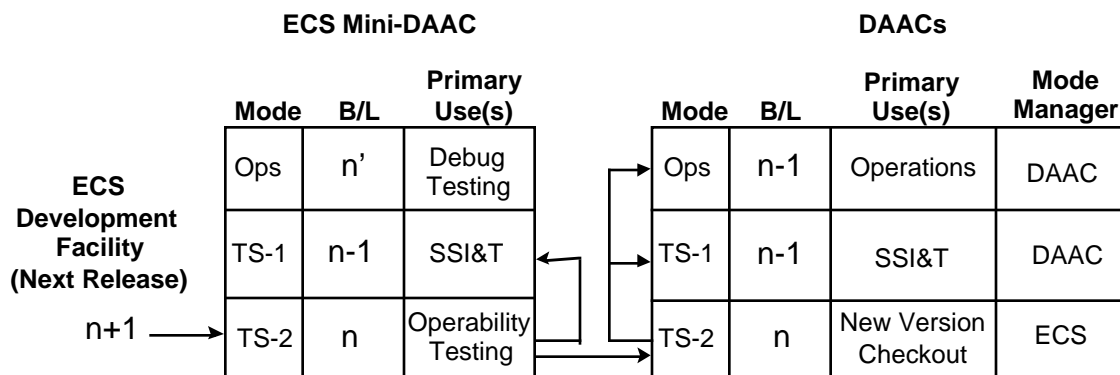 ECS Mini-DAAC
DAACs
Mode B/L Primary Use(s)
Mode B/L Primary Use(s) Mode Manager
ECS
Development
Facility
(Next Release)
n+1
Ops n’ Debug Testing
TS-1 n-1 SSI&T
TS-2 n Operability Testing
Ops n-1 Operations DAAC
TS-1 n-1 SSI&T DAAC
TS-2 n New Version Checkout ECS